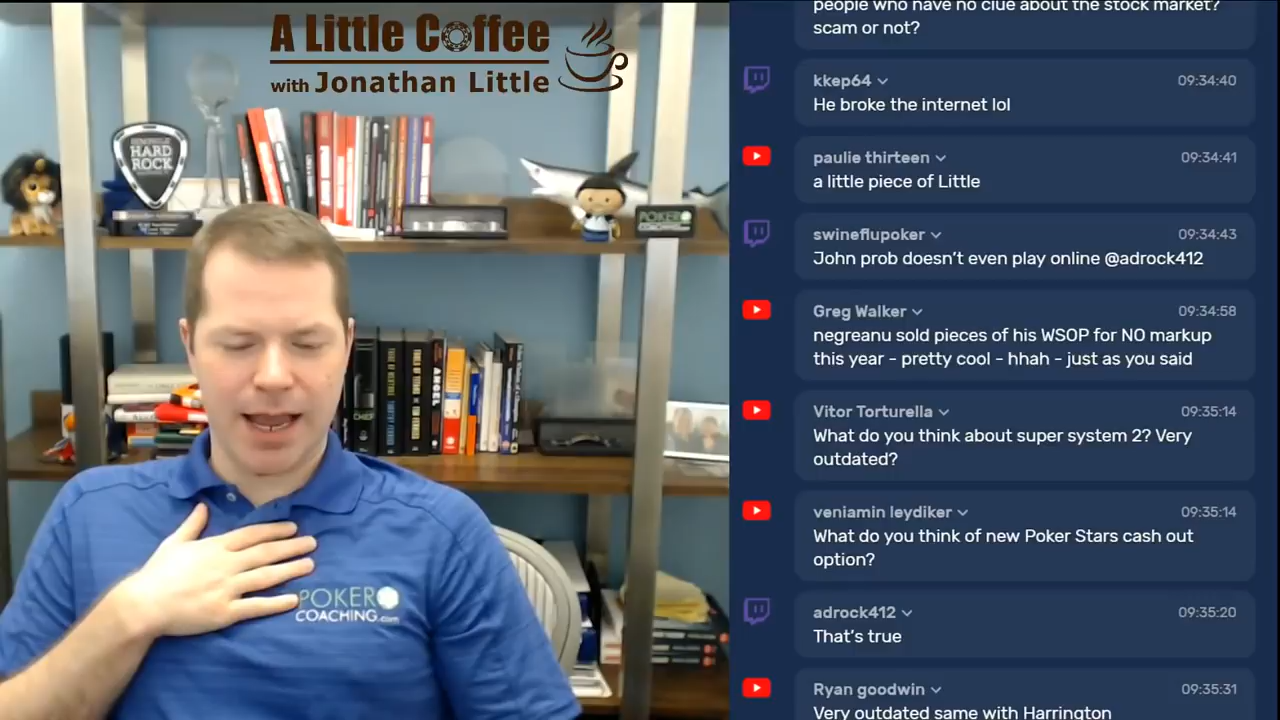 A Little Coffee
with Jonathan Little
HARD
ROCK
POKER
COACHING
ANGEL
POKER
COACHING.com
people who have no clue about the stock market?
scam or not?
kkep64
09:34:40
He broke the internet lol
paulie thirteen
09:34:41
a little piece of Little
swineflupoker
09:34:43
John prob doesn't even play online @adrock412
Greg Walker
09:34:58
negreanu sold pieces of his WSOP for NO markup
this year - pretty cool - hhah - just as you said
Vitor Torturella
09:35:14
What do you think about super system 2? Very
outdated?
veniamin leydiker
09:35:14
What do you think of new Poker Stars cash out
option?
adrock412
09:35:20
That's true
Ryan goodwin
09:35:31
Very outdated same with Harrington